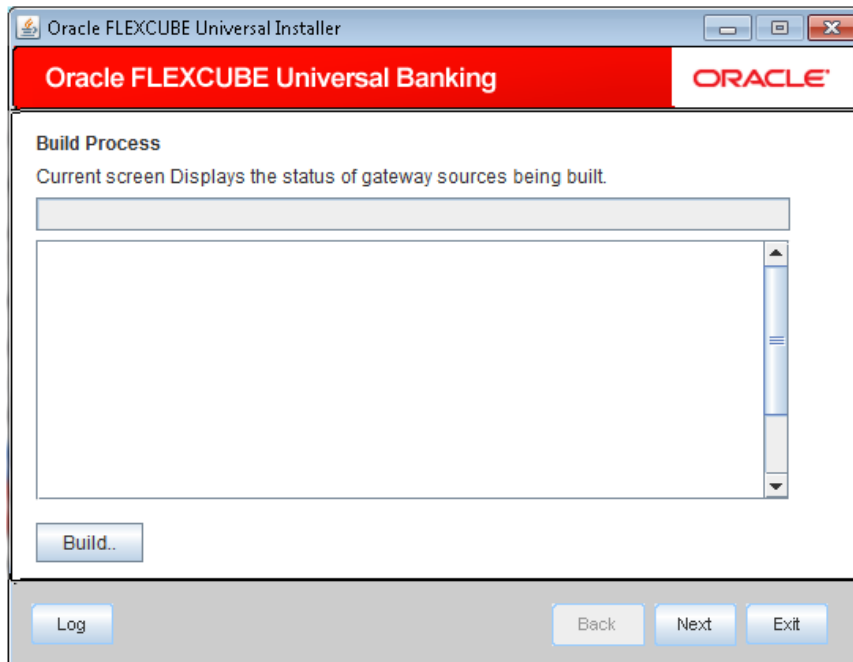 Oracle FLEXCUBE Universal Installer
Oracle FLEXCUBE Universal Banking
ORACLE
Build Process
Current screen Displays the status of gateway sources being built.
Build..
Log
Back
Next
Exit